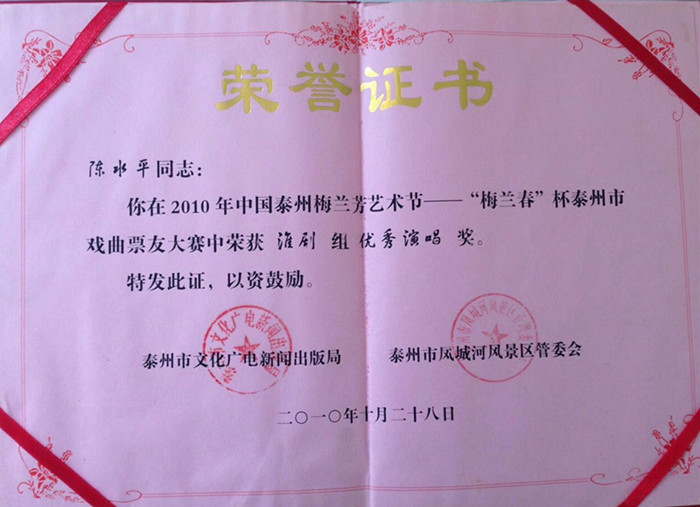 荣誉证书
陈水平同志：
你在2010年中国泰州梅兰芳艺术节——“梅兰春”杯泰州市
戏曲票友大赛中荣获 淮剧 组 优秀演唱 奖。
特发此证，以资鼓励。
泰州市文化广电新闻出版局 泰州市凤城河风景区管委会
二〇一〇年十月二十八日